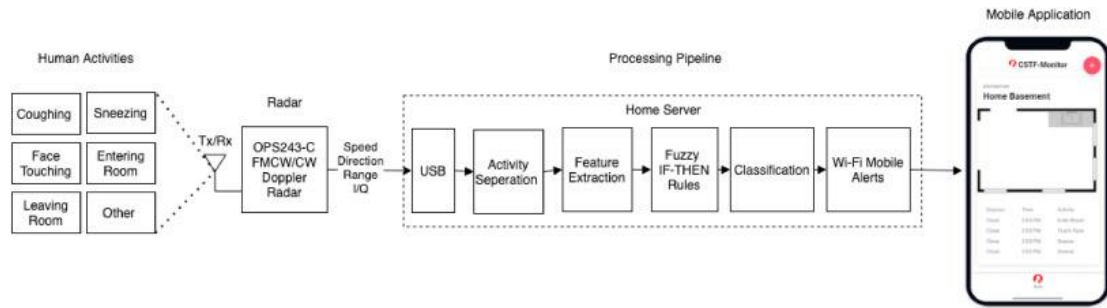 Mobile Application
Human Activities
Processing Pipeline
Radar
Home Server
Coughing
Sneezing
Face
Touching
Entering
Room
Leaving
Room
Other
Tx/Rx
OPS243-C
FMCW/CW
Doppler
Radar
Speed
Direction
Range
I/Q
USB
Activity
Seperation
Feature
Extraction
Fuzzy
IF-THEN
Rules
Classification
Wi-Fi Mobile
Alerts
CSTF-Monitor
Home Basement
Time
Activity